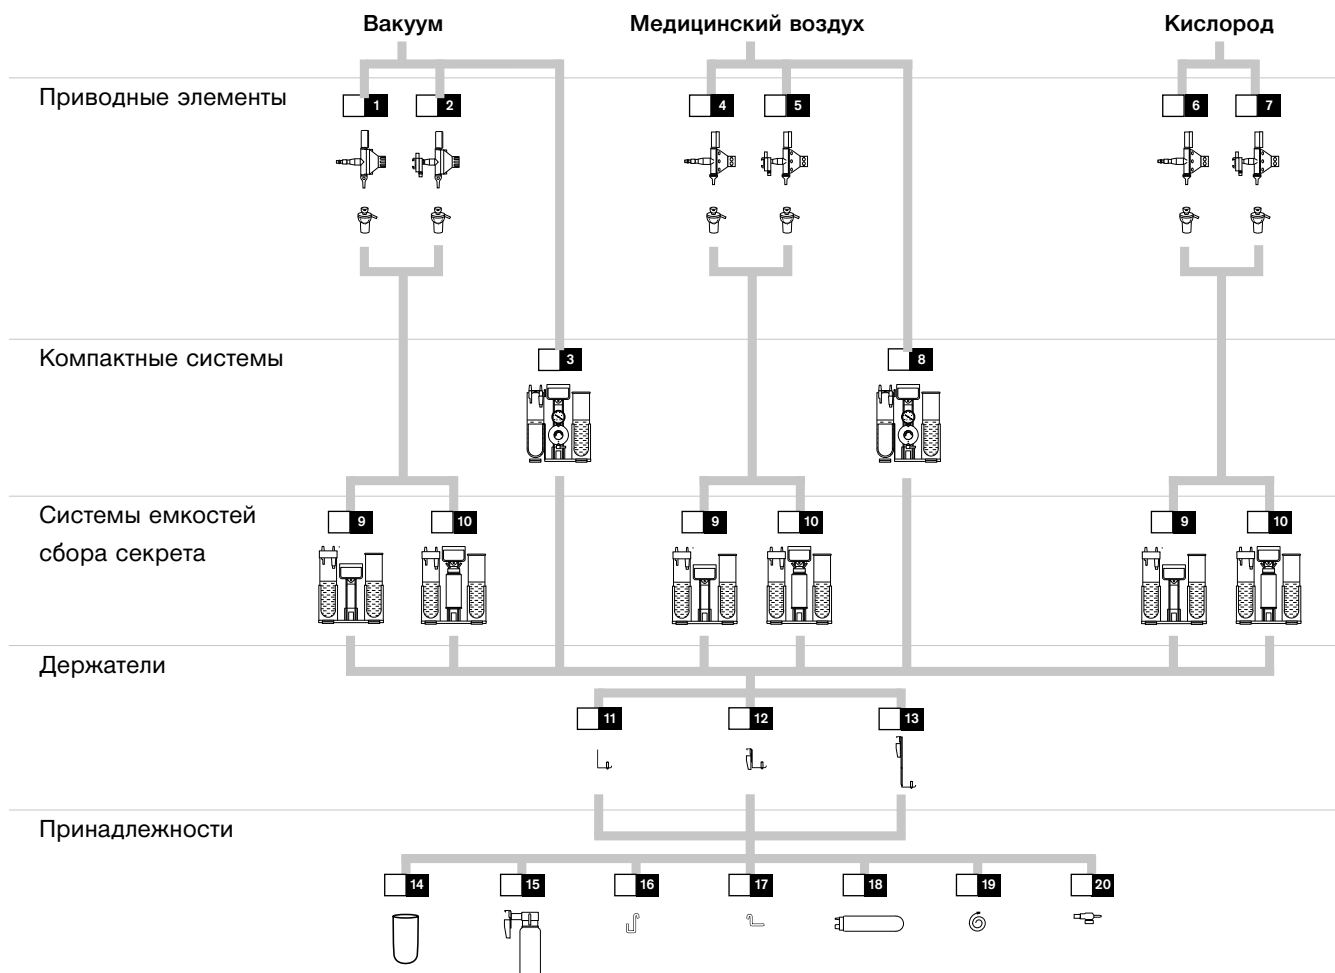 Вакуум Медицинский воздух Кислород
Приводные элементы
1 2 4 5 6 7
Компактные системы
3 8
Системы емкостей
сбора секрета
9 10 9 10 9 10
Держатели
11 12 13
Принадлежности
14 15 16 17 18 19 20